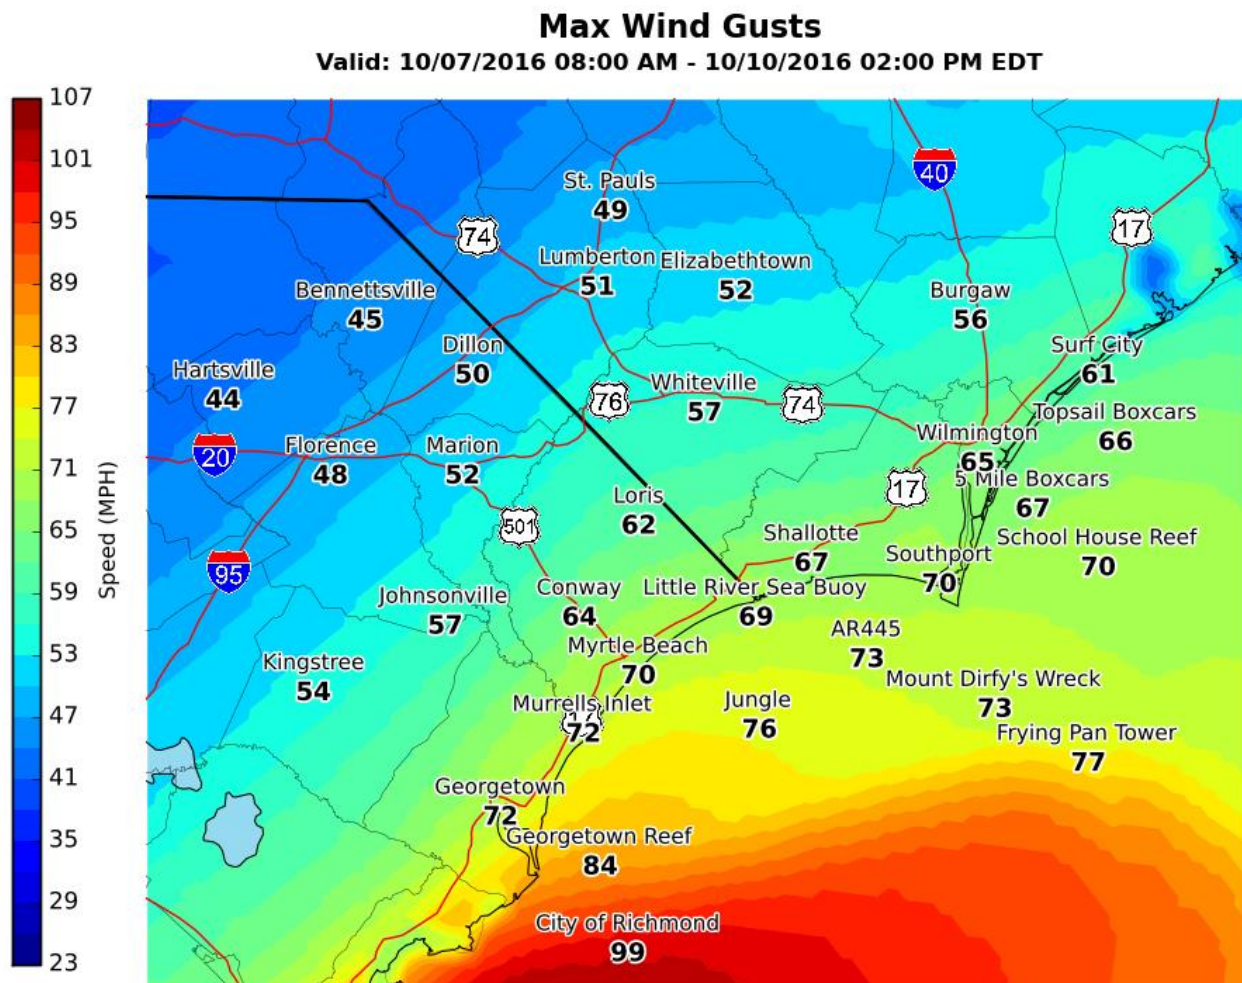 Max Wind Gusts
Valid: 10/07/2016 08:00 AM - 10/10/2016 02:00 PM EDT
107
101
95
89
83
77
71
65
59
53
47
41
35
29
23
Speed (MPH)
40
St. Pauls
49
17
74
Lumberton
51
Elizabethtown
52
Bennettsville
45
Burgaw
56
Dillon
50
Surf City
61
Hartsville
44
Whiteville
57
76
74
Topsail Boxcars
66
Florence
48
Marion
52
Wilmington
65
20
5 Mile Boxcars
67
17
Loris
62
501
Shallotte
67
School House Reef
70
Southport
70
95
Johnsonville
57
Conway
64
Little River Sea Buoy
69
AR445
73
Myrtle Beach
70
Kingstree
54
Mount Dirfy's Wreck
73
Murrells Inlet
72
17
Jungle
76
Frying Pan Tower
77
Georgetown
72
Georgetown Reef
84
City of Richmond
99